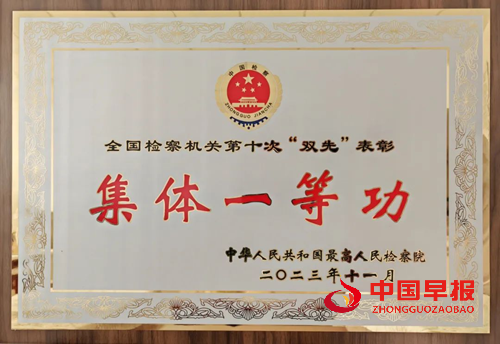 中国检察
ZHONGGUO JIANCHA
全国检察机关第十次“双先”表彰
集体一等功
中华人民共和国最高人民检察院
二〇二三年十一月
中国早报
ZHONGGUOZAOBAO